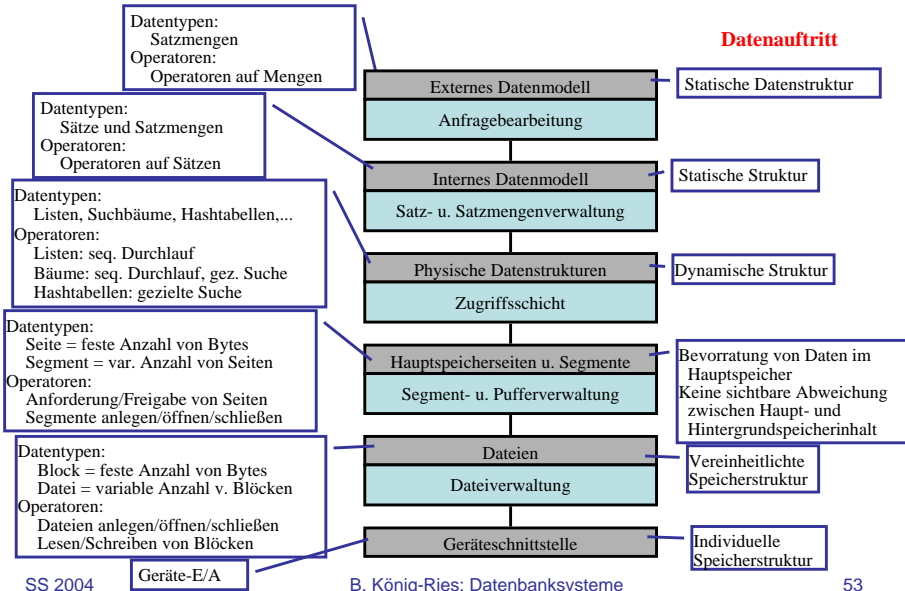 Datentypen:
Satzmengen
Operatoren:
Operatoren auf Mengen
Datenauftritt
Externes Datenmodell
Anfragebearbeitung
Statische Datenstruktur
Datentypen:
Sätze und Satzmengen
Operatoren:
Operatoren auf Sätzen
Internes Datenmodell
Satz- u. Satzmengenverwaltung
Statische Struktur
Datentypen:
Listen, Suchbäume, Hashtabellen,...
Operatoren:
Listen: seq. Durchlauf
Bäume: seq. Durchlauf, gez. Suche
Hashtabellen: gezielte Suche
Physische Datenstrukturen
Zugriffsschicht
Dynamische Struktur
Datentypen:
Seite = feste Anzahl von Bytes
Segment = var. Anzahl von Seiten
Operatoren:
Anforderung/Freigabe von Seiten
Segmente anlegen/öffnen/schließen
Hauptspeicherseiten u. Segmente
Segment- u. Pufferverwaltung
Bevorratung von Daten im
Hauptspeicher
Keine sichtbare Abweichung
zwischen Haupt- und
Hintergrundspeicherinhalt
Datentypen:
Block = feste Anzahl von Bytes
Datei = variable Anzahl v. Blöcken
Operatoren:
Dateien anlegen/öffnen/schließen
Lesen/Schreiben von Blöcken
Dateien
Dateiverwaltung
Vereinheitlichte
Speicherstruktur
Geräteschnittstelle
Individuelle
Speicherstruktur
Geräte-E/A
SS 2004
B. König-Ries: Datenbanksysteme
53